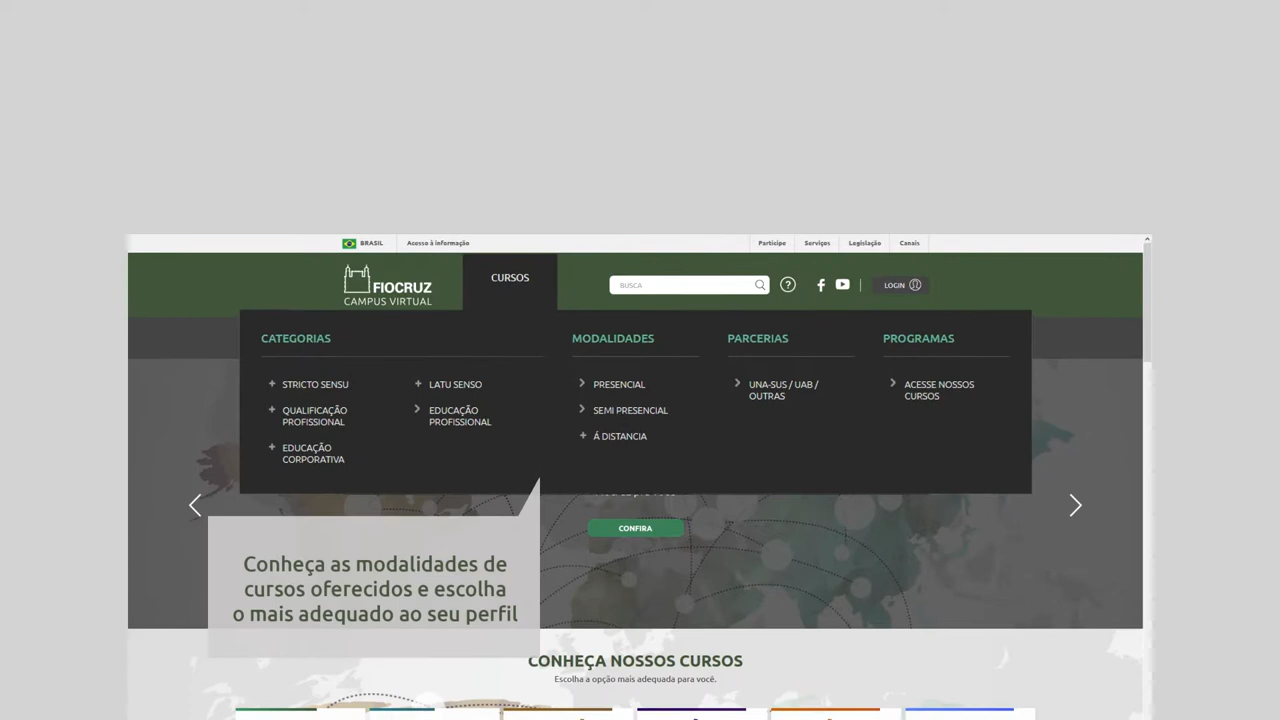 BRASIL
Acesso à informação
Participe
Serviços
Legislação
Canais
FIOCRUZ
CAMPUS VIRTUAL
CURSOS
BUSCA
?
LOGIN
CATEGORIAS
STRICTO SENSU
QUALIFICAÇÃO
PROFISSIONAL
EDUCAÇÃO
CORPORATIVA
LATU SENSO
EDUCAÇÃO
PROFISSIONAL
MODALIDADES
PRESENCIAL
SEMI PRESENCIAL
Á DISTANCIA
PARCERIAS
UNA-SUS / UAB /
OUTRAS
PROGRAMAS
ACESSE NOSSOS
CURSOS
CONFIRA
Conheça as modalidades de
cursos oferecidos e escolha
o mais adequado ao seu perfil
CONHEÇA NOSSOS CURSOS
Escolha a opção mais adequada para você.